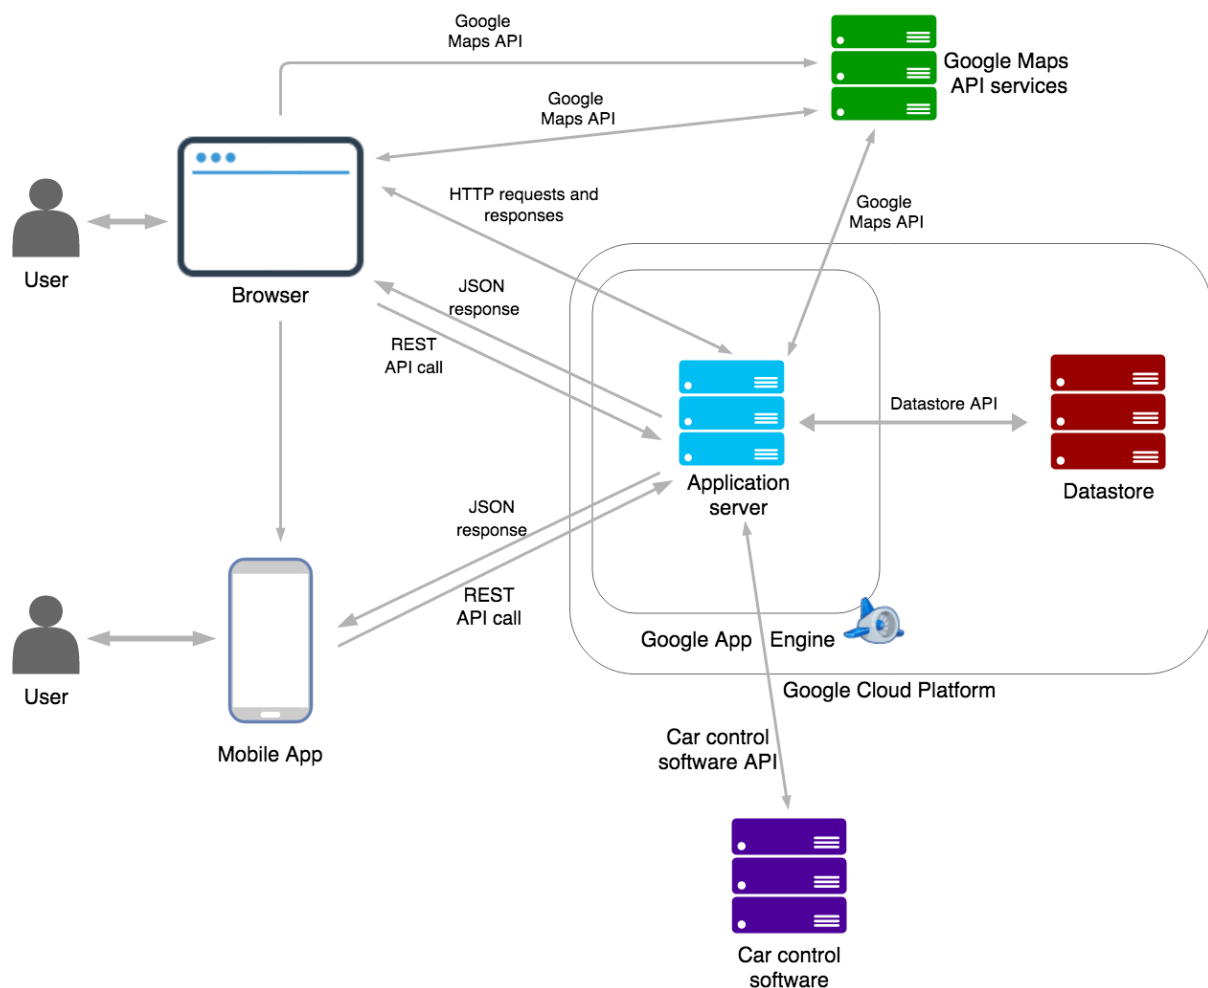 Google
Maps API
Google Maps
API services
Google
Maps API
HTTP requests and
responses
Google
Maps API
User
Browser
JSON
response
REST
API call
Datastore API
Application
server
Datastore
JSON
response
REST
API call
Google App Engine
User
Google Cloud Platform
Mobile App
Car control
software API
Car control
software